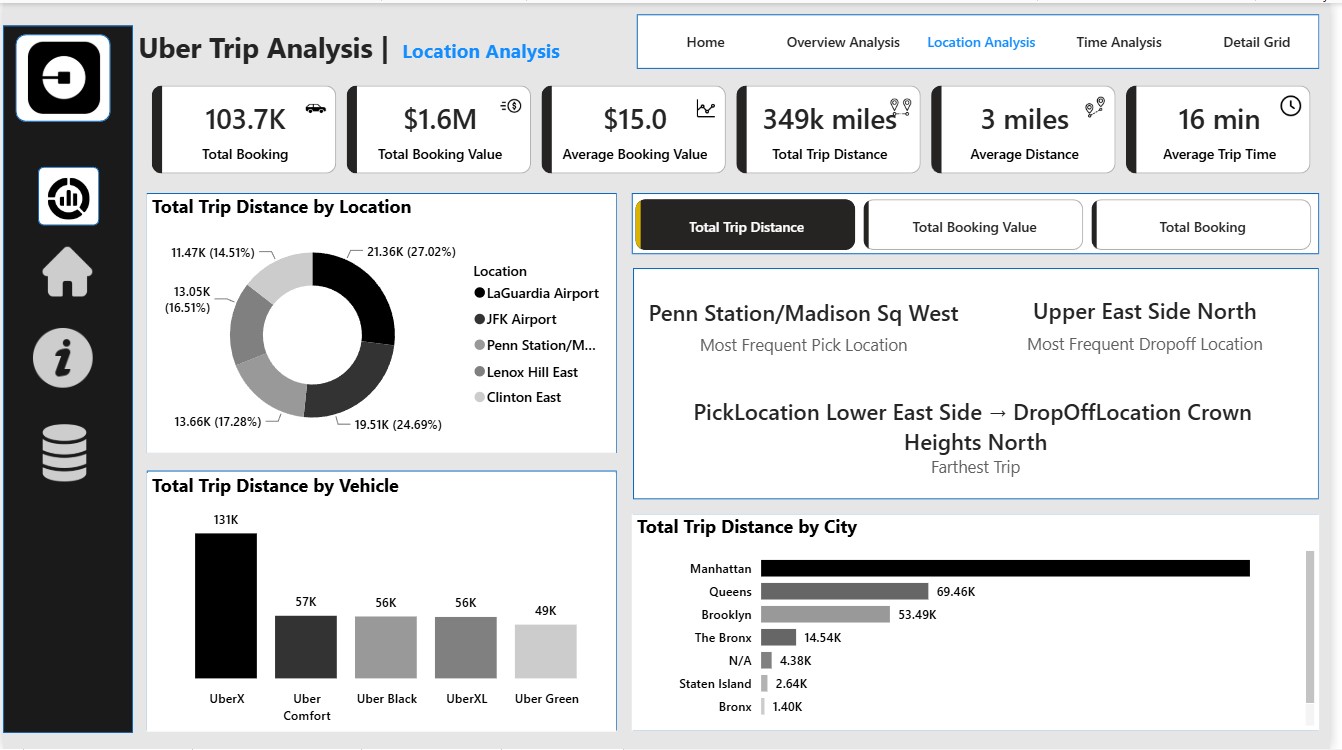 Uber Trip Analysis | Location Analysis
Home
Overview Analysis
Location Analysis
Time Analysis
Detail Grid
103.7K
Total Booking
$1.6M
Total Booking Value
$15.0
Average Booking Value
349k miles
Total Trip Distance
3 miles
Average Distance
16 min
Average Trip Time
Total Trip Distance by Location
11.47K (14.51%)
21.36K (27.02%)
13.05K
(16.51%)
13.66K (17.28%)
19.51K (24.69%)
Location
LaGuardia Airport
JFK Airport
Penn Station/M...
Lenox Hill East
Clinton East
Total Trip Distance
Total Booking Value
Total Booking
Penn Station/Madison Sq West
Most Frequent Pick Location
Upper East Side North
Most Frequent Dropoff Location
PickLocation Lower East Side → DropOffLocation Crown
Heights North
Farthest Trip
Total Trip Distance by Vehicle
131K
57K
56K
56K
49K
UberX
Uber
Comfort
Uber Black
UberXL
Uber Green
Total Trip Distance by City
Manhattan
Queens 69.46K
Brooklyn 53.49K
The Bronx 14.54K
N/A 4.38K
Staten Island 2.64K
Bronx 1.40K